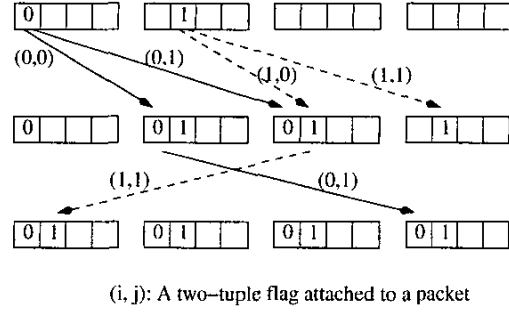 0 1
(0,0) (0,1) (1,0) (1,1)
0 0 1 0 1 1
(1,1) (0,1)
0 1 0 1 0 1 0 1
(i, j): A two-tuple flag attached to a packet